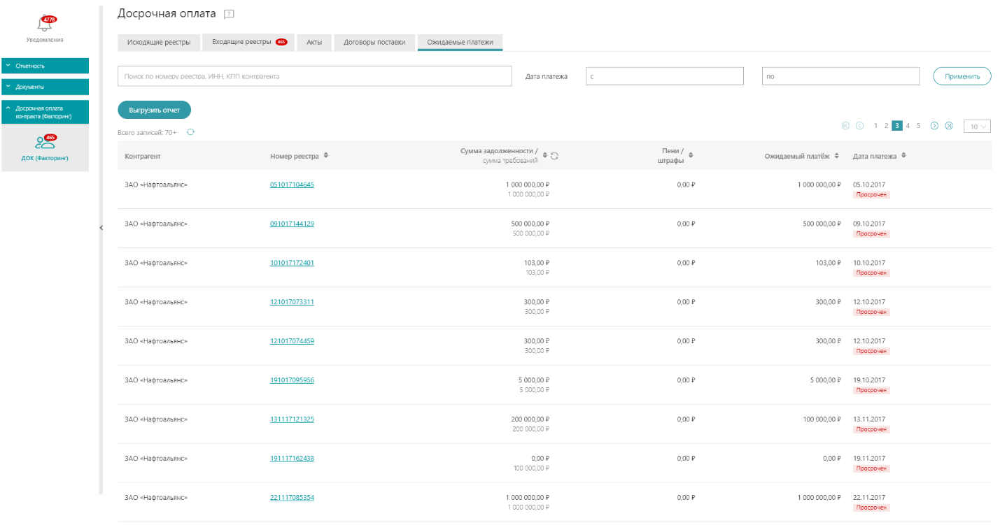 4778
Уведомления
Отчетность
Документы
Досрочная оплата
контракта (Факторинг)
465
ДОК (Факторинг)
Досрочная оплата ?
Исходящие реестры Входящие реестры 465 Акты Договоры поставки Ожидаемые платежи
Поиск по номеру реестра, ИНН, КПП контрагента Дата платежа с по Применить
Выгрузить отчет
Всего записей: 70+ 1 2 3 4 5 10
Контрагент Номер реестра Сумма задолженности / сумма требований Пени / штрафы Ожидаемый платёж Дата платежа
ЗАО «Нафтоальянс» 051017104645 1 000 000,00 ₽ 0,00 ₽ 1 000 000,00 ₽ 05.10.2017
1 000 000,00 ₽ Просрочен
ЗАО «Нафтоальянс» 091017144129 500 000,00 ₽ 0,00 ₽ 500 000,00 ₽ 09.10.2017
500 000,00 ₽ Просрочен
ЗАО «Нафтоальянс» 101017172401 103,00 ₽ 0,00 ₽ 103,00 ₽ 10.10.2017
103,00 ₽ Просрочен
ЗАО «Нафтоальянс» 121017073311 300,00 ₽ 0,00 ₽ 300,00 ₽ 12.10.2017
300,00 ₽ Просрочен
ЗАО «Нафтоальянс» 121017074459 300,00 ₽ 0,00 ₽ 300,00 ₽ 12.10.2017
300,00 ₽ Просрочен
ЗАО «Нафтоальянс» 191017095956 5 000,00 ₽ 0,00 ₽ 5 000,00 ₽ 19.10.2017
5 000,00 ₽ Просрочен
ЗАО «Нафтоальянс» 131117121325 200 000,00 ₽ 0,00 ₽ 100 000,00 ₽ 13.11.2017
200 000,00 ₽ Просрочен
ЗАО «Нафтоальянс» 191117162438 0,00 ₽ 0,00 ₽ 0,00 ₽ 19.11.2017
100 000,00 ₽ Просрочен
ЗАО «Нафтоальянс» 221117085354 1 000 000,00 ₽ 0,00 ₽ 1 000 000,00 ₽ 22.11.2017
1 000 000,00 ₽ Просрочен